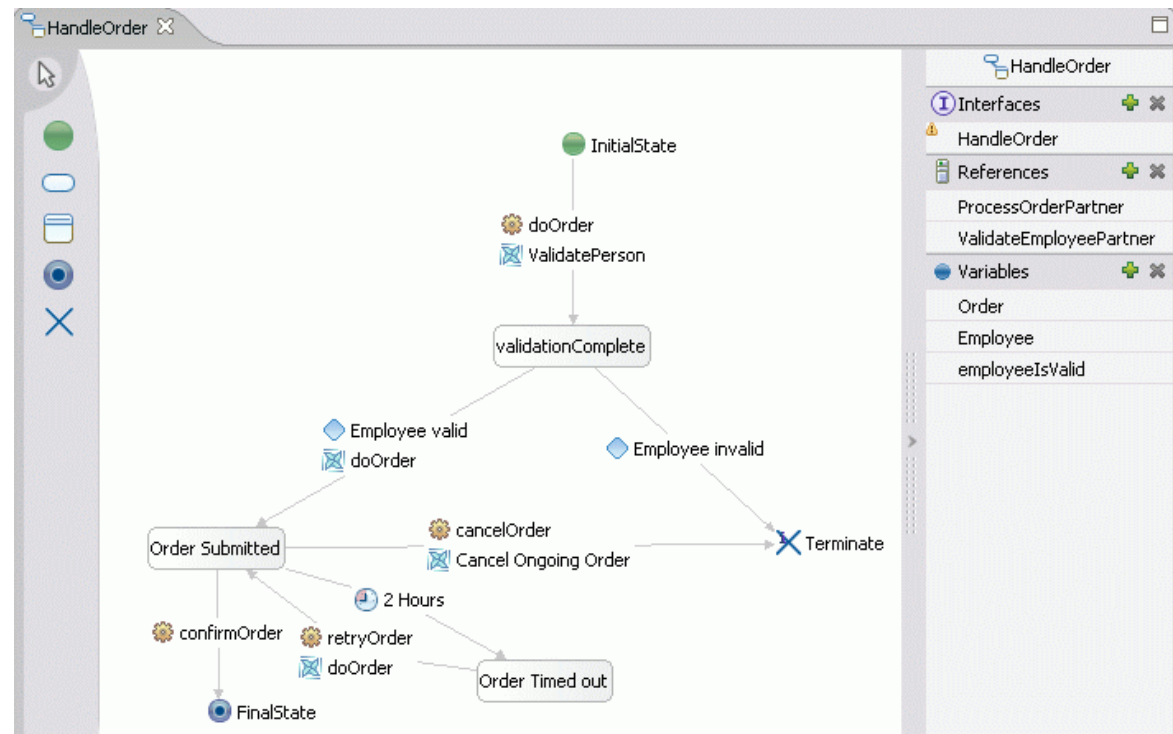 HandleOrder
HandleOrder
Interfaces
HandleOrder
References
ProcessOrderPartner
ValidateEmployeePartner
Variables
Order
Employee
employeeIsValid
InitialState
doOrder
ValidatePerson
validationComplete
Employee valid
doOrder
Employee invalid
Order Submitted
cancelOrder
Cancel Ongoing Order
Terminate
2 Hours
confirmOrder
retryOrder
doOrder
Order Timed out
FinalState